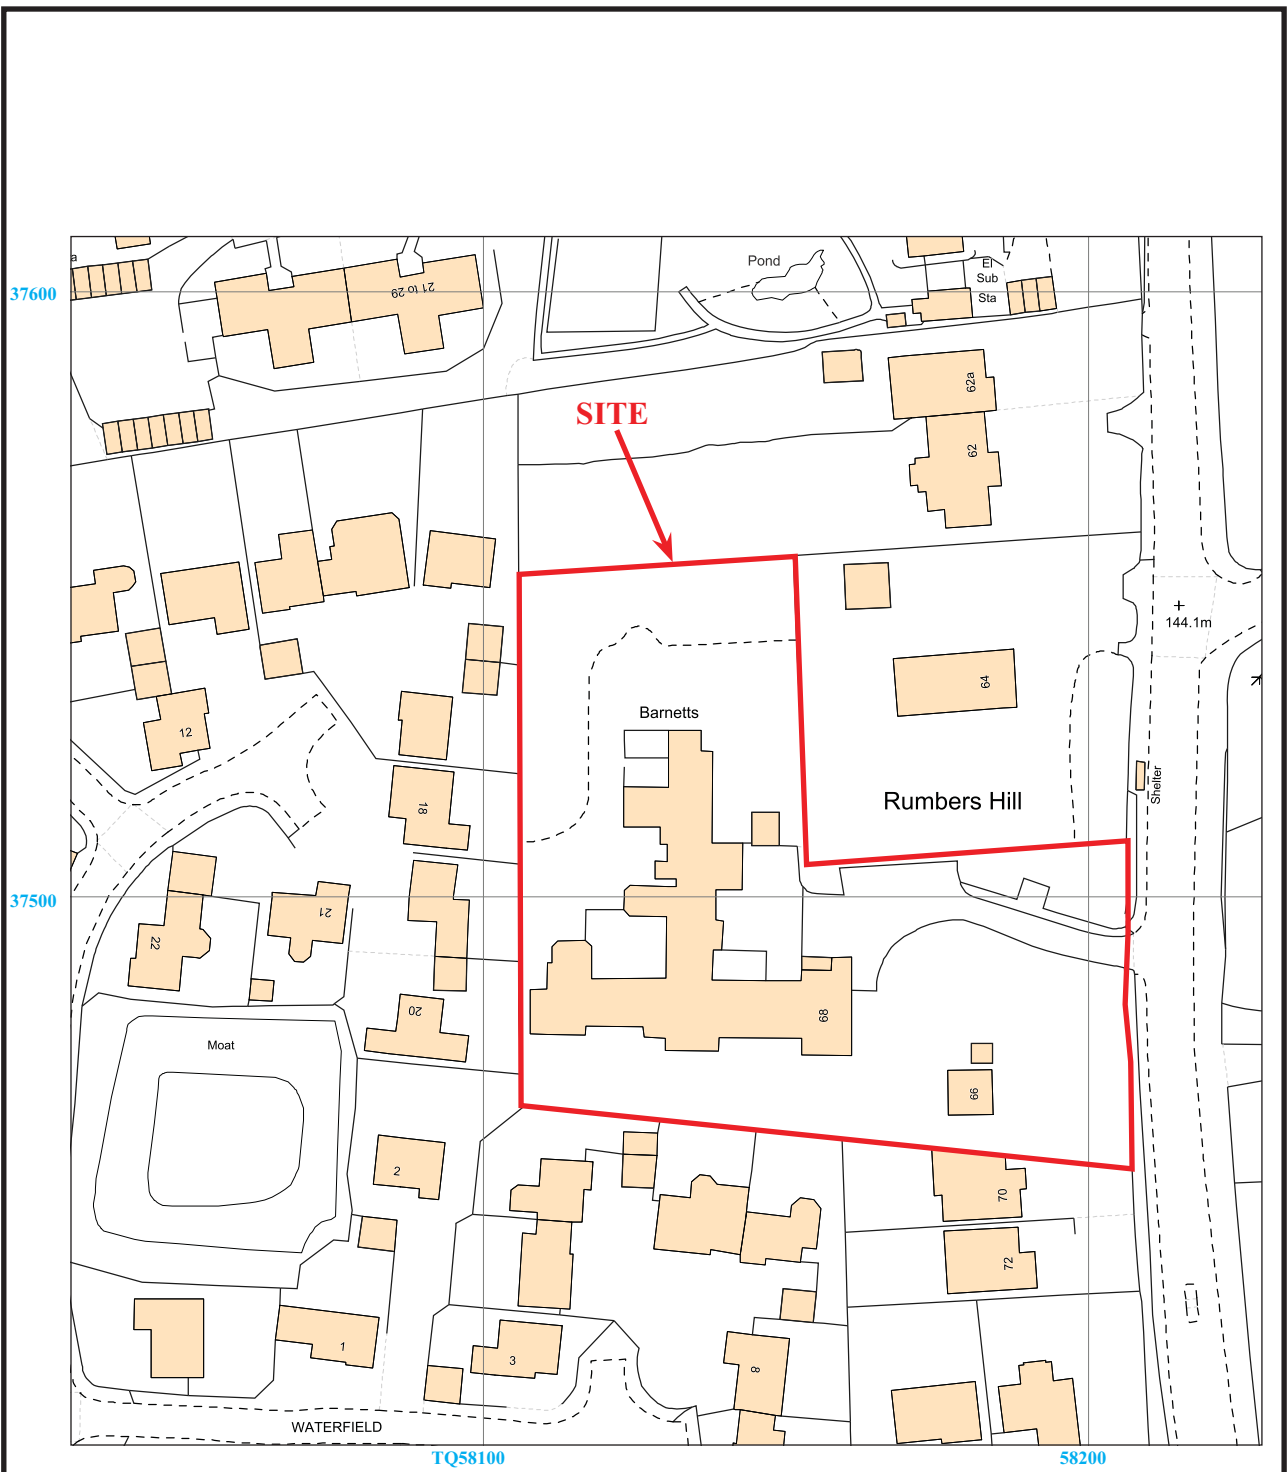 a
Pond
El
Sub
Sta
37600
21 to 29
62a
SITE
62
144.1m
64
Barnetts
12
Shelter
Rumbers Hill
18
37500
21
22
20
68
Moat
66
2
70
72
1
3
8
WATERFIELD
TQ58100
58200